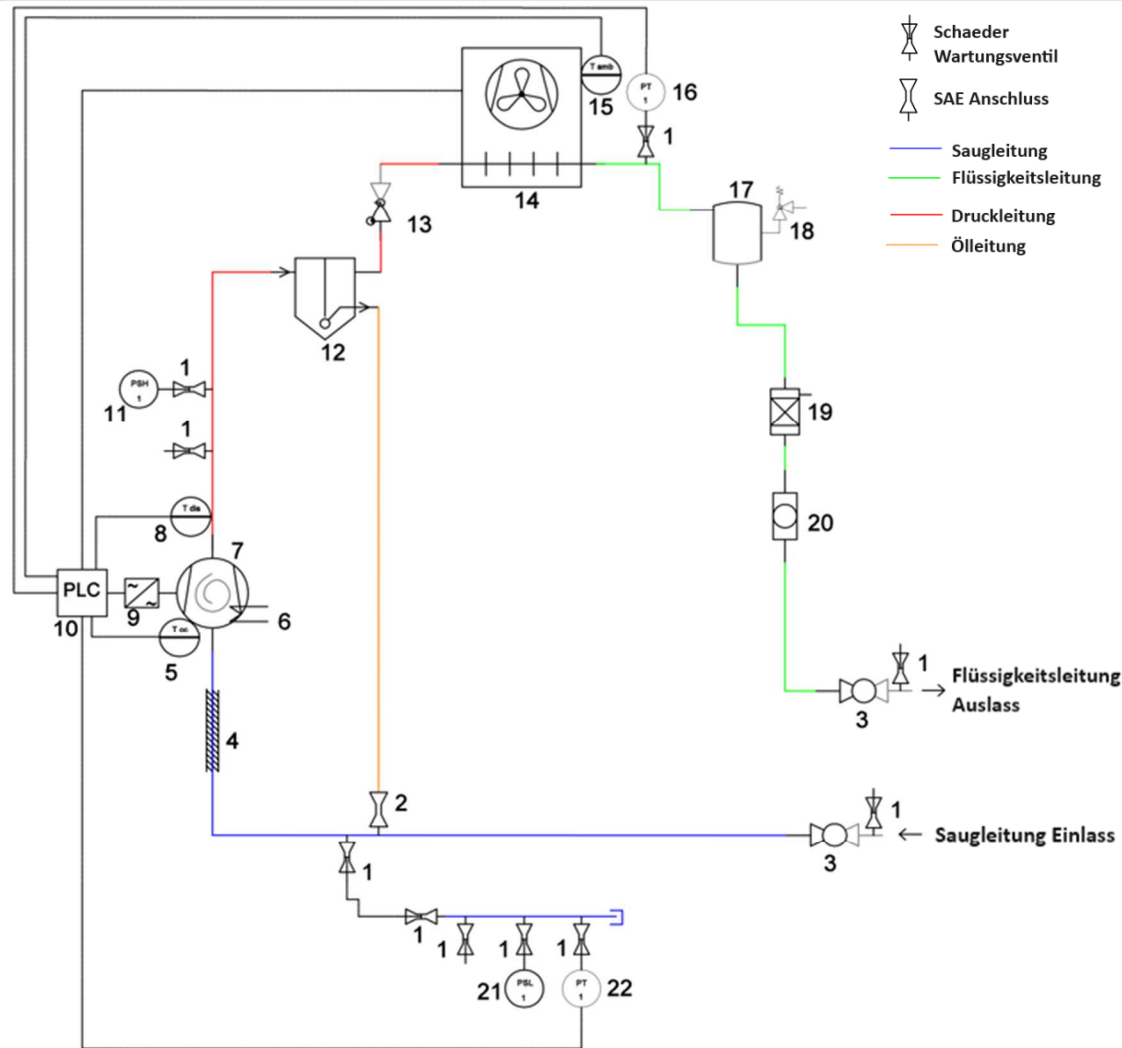 T amb
15
PT
1
16
1
14
13
17
18
12
1
PSH
1
11
1
T dis
8
7
PLC
9
10
6
T oc
5
4
19
20
1
3
Flüssigkeitsleitung
Auslass
2
1
3
Saugleitung Einlass
1
1
1
1
1
21
PSL
1
PT
1
22
Schaeder
Wartungsventil
SAE Anschluss
Saugleitung
Flüssigkeitsleitung
Druckleitung
Ölleitung